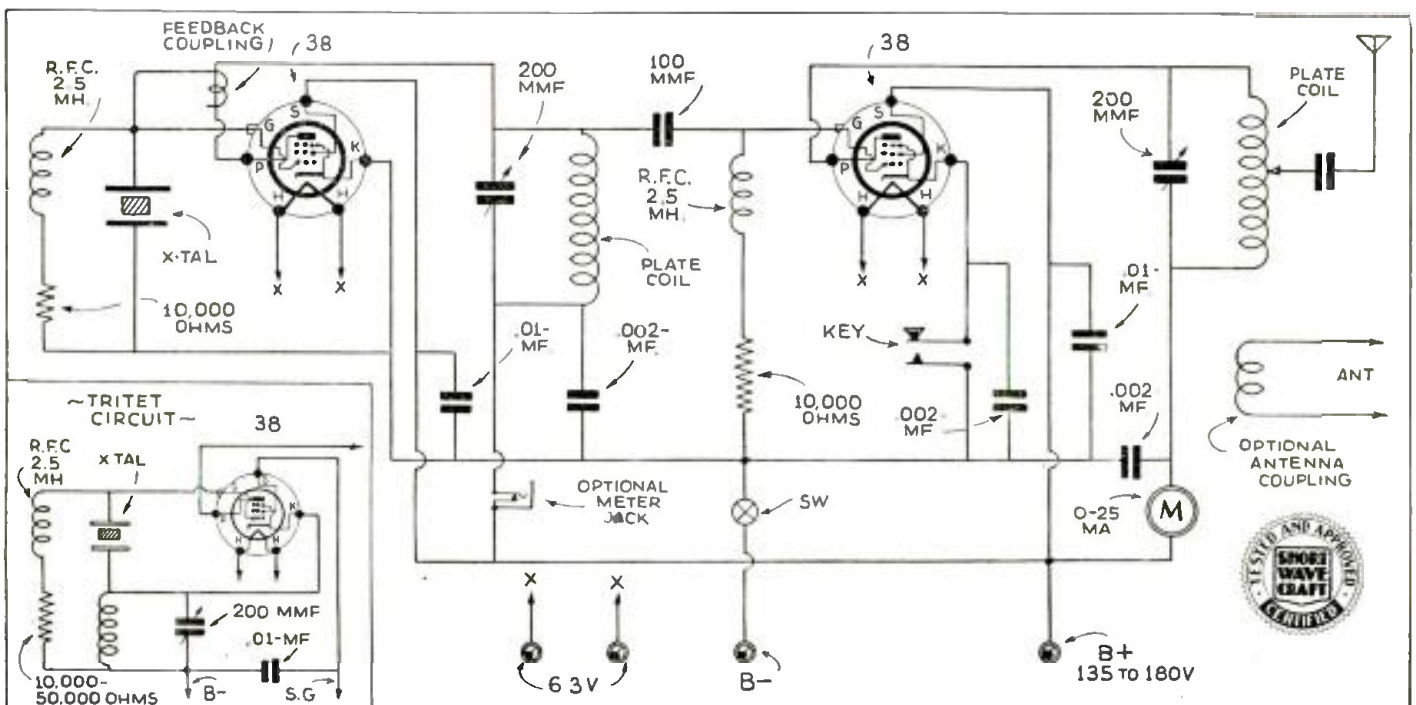 FEEDBACK
COUPLING)
38
R.F.C.
2.5
MH.
G
S
K
P
H
H
X
X
X-TAL
10,000
OHMS
200
MMF
100
MMF
PLATE
COIL
R.F.C.
2.5
MH.
38
G
S
K
P
H
H
X
X
200
MMF
PLATE
COIL
.01-
MF.
.002-
MF.
10,000
OHMS
KEY
.002-
MF
.01-
MF
.002
MF
ANT
OPTIONAL
ANTENNA
COUPLING
OPTIONAL
METER
JACK
SW
0-25
MA
M
X
X
6 3 V
B-
B+
135 TO 180V
TESTED AND APPROVED
SHORT
WAVE
CRAFT
CERTIFIED
~TRITET
CIRCUIT~
38
R.F.C
2.5
MH
X TAL
K
H
H
200 MMF
.01-MF
10,000-
50,000 OHMS
B-
S.G